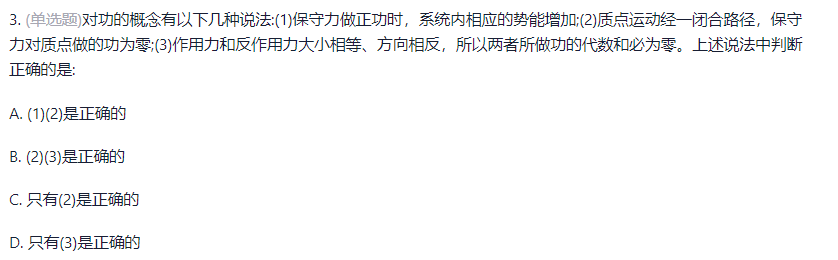 3. (单选题)对功的概念有以下几种说法:(1)保守力做正功时，系统内相应的势能增加;(2)质点运动经一闭合路径，保守
力对质点做的功为零;(3)作用力和反作用力大小相等、方向相反，所以两者所做功的代数和必为零。上述说法中判断
正确的是:
A. (1)(2)是正确的
B. (2)(3)是正确的
C. 只有(2)是正确的
D. 只有(3)是正确的